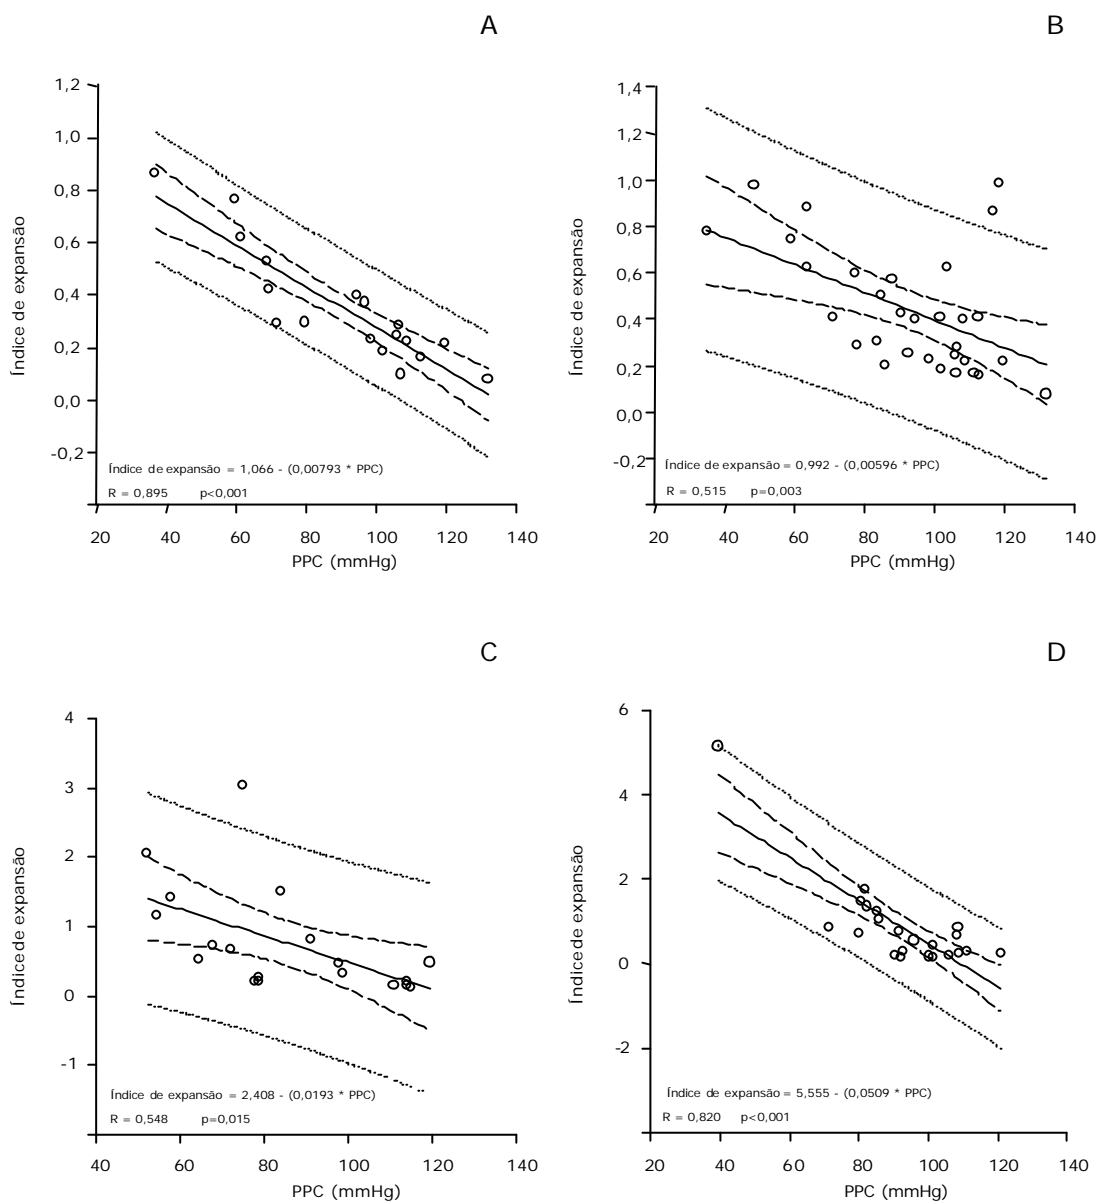 A
1,2
1,0
0,8
0,6
0,4
0,2
0,0
-0,2
Índice de expansão
Índice de expansão = 1,066 - (0,00793 * PPC)
R = 0,895 p<0,001
20 40 60 80 100 120 140
PPC (mmHg)
B
1,4
1,2
1,0
0,8
0,6
0,4
0,2
0,0
-0,2
Índice de expansão
Índice de expansão = 0,992 - (0,00596 * PPC)
R = 0,515 p=0,003
20 40 60 80 100 120 140
PPC (mmHg)
C
4
3
2
1
0
-1
Índice de expansão
Índice de expansão = 2,408 - (0,0193 * PPC)
R = 0,548 p=0,015
40 60 80 100 120 140
PPC (mmHg)
D
6
4
2
0
-2
Índice de expansão
Índice de expansão = 5,555 - (0,0509 * PPC)
R = 0,820 p<0,001
20 40 60 80 100 120 140
PPC (mmHg)